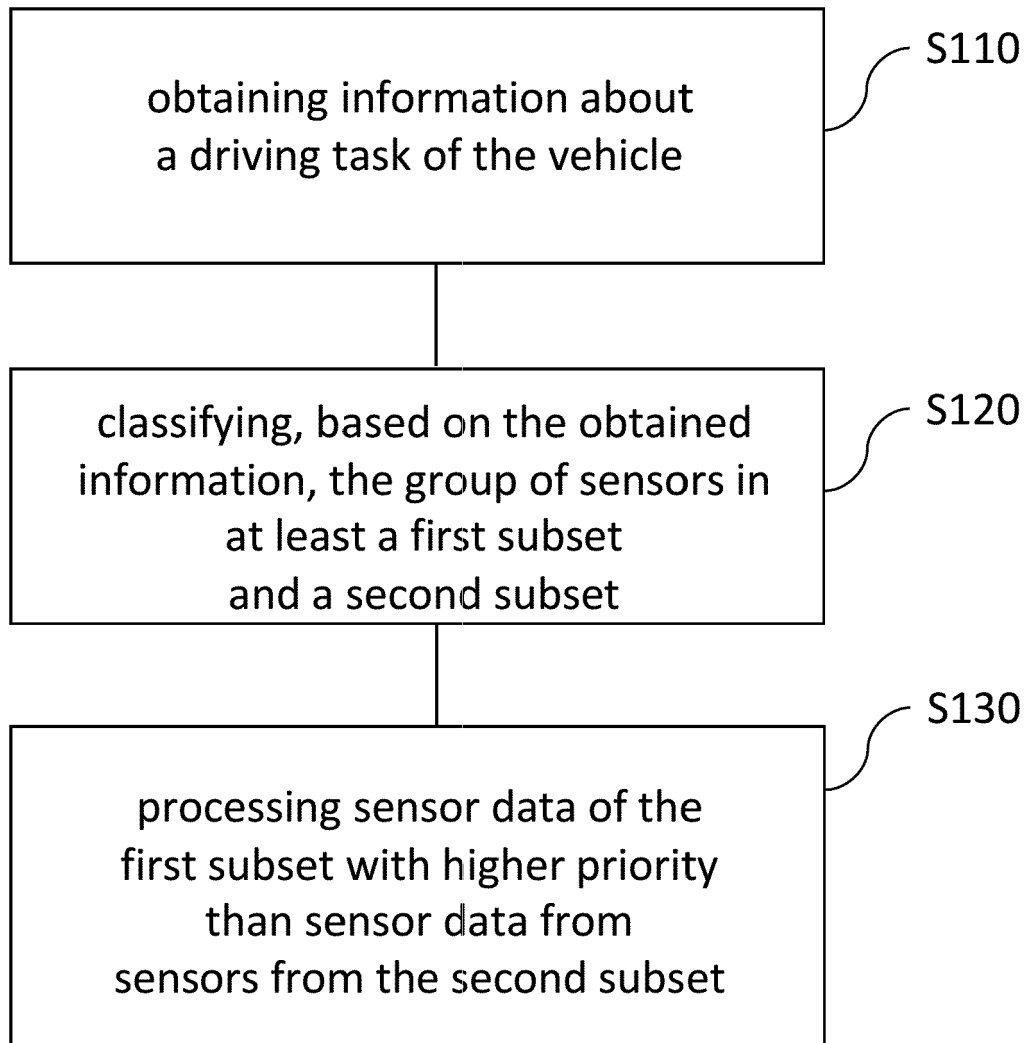 S110
obtaining information about
a driving task of the vehicle
S120
classifying, based on the obtained
information, the group of sensors in
at least a first subset
and a second subset
S130
processing sensor data of the
first subset with higher priority
than sensor data from
sensors from the second subset